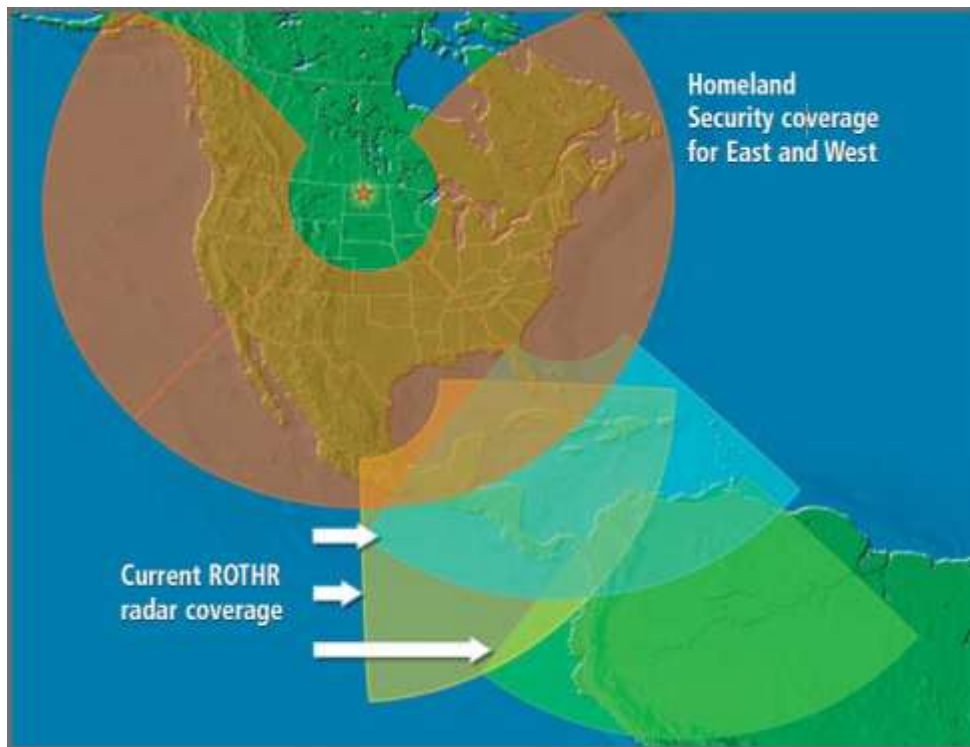 Homeland
Security coverage
for East and West
Current ROTHR
radar coverage